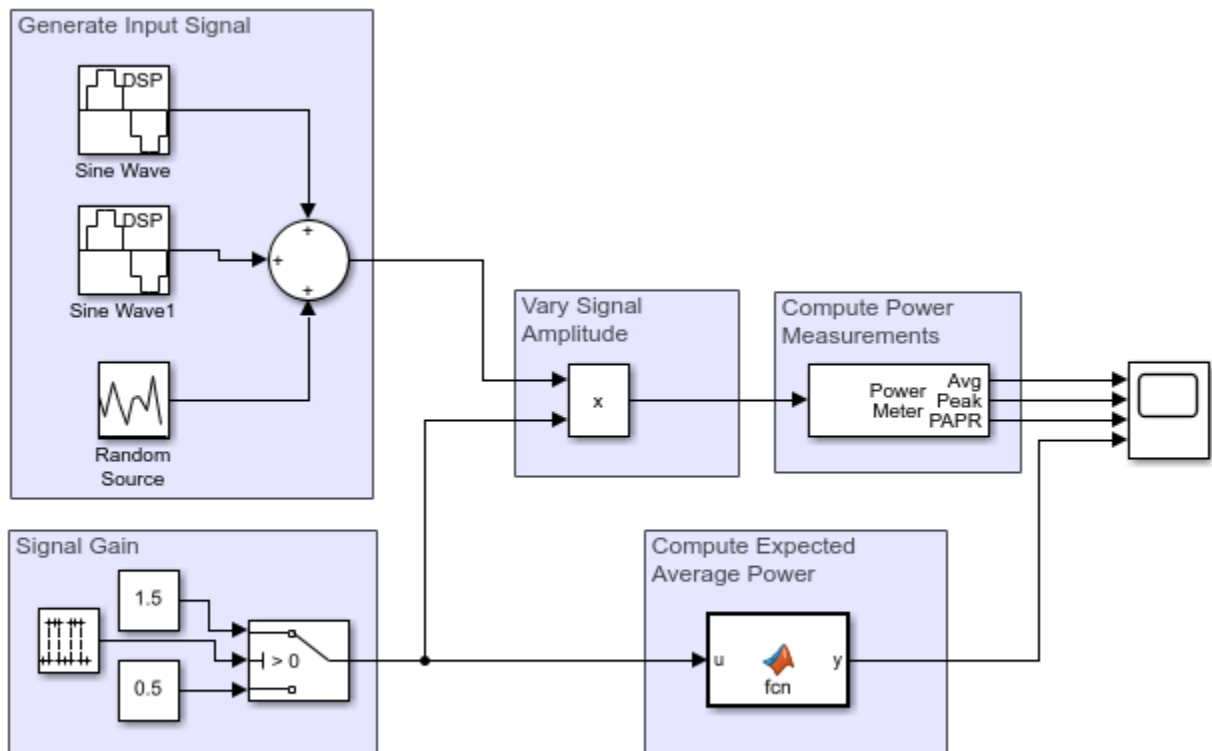 Generate Input Signal
DSP
Sine Wave
DSP
Sine Wave1
Random
Source
+
+
+
Vary Signal
Amplitude
x
Compute Power
Measurements
Power
Meter
Avg
Peak
PAPR
Signal Gain
1.5
> 0
0.5
Compute Expected
Average Power
u
fcn
y